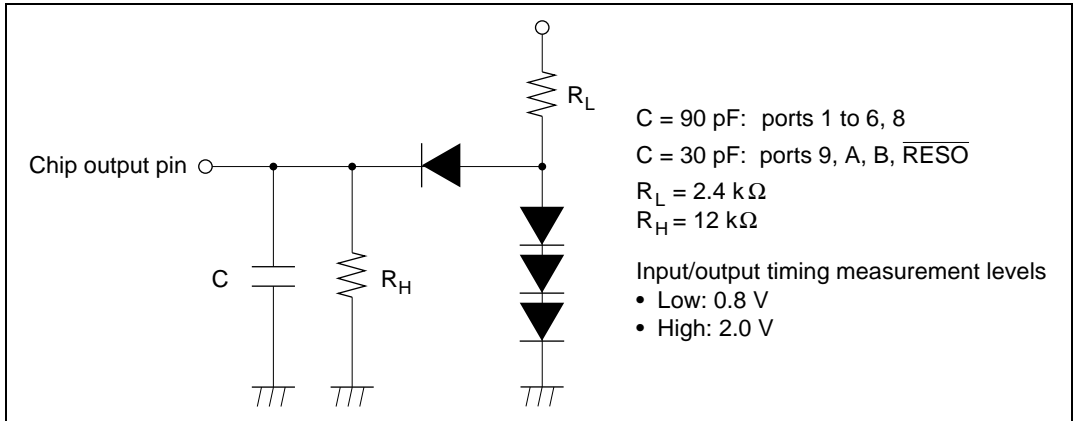 R_L
C = 90 pF: ports 1 to 6, 8
C = 30 pF: ports 9, A, B, R̅E̅S̅O̅
R_L = 2.4 kΩ
R_H = 12 kΩ
Chip output pin
C
R_H
Input/output timing measurement levels
• Low: 0.8 V
• High: 2.0 V